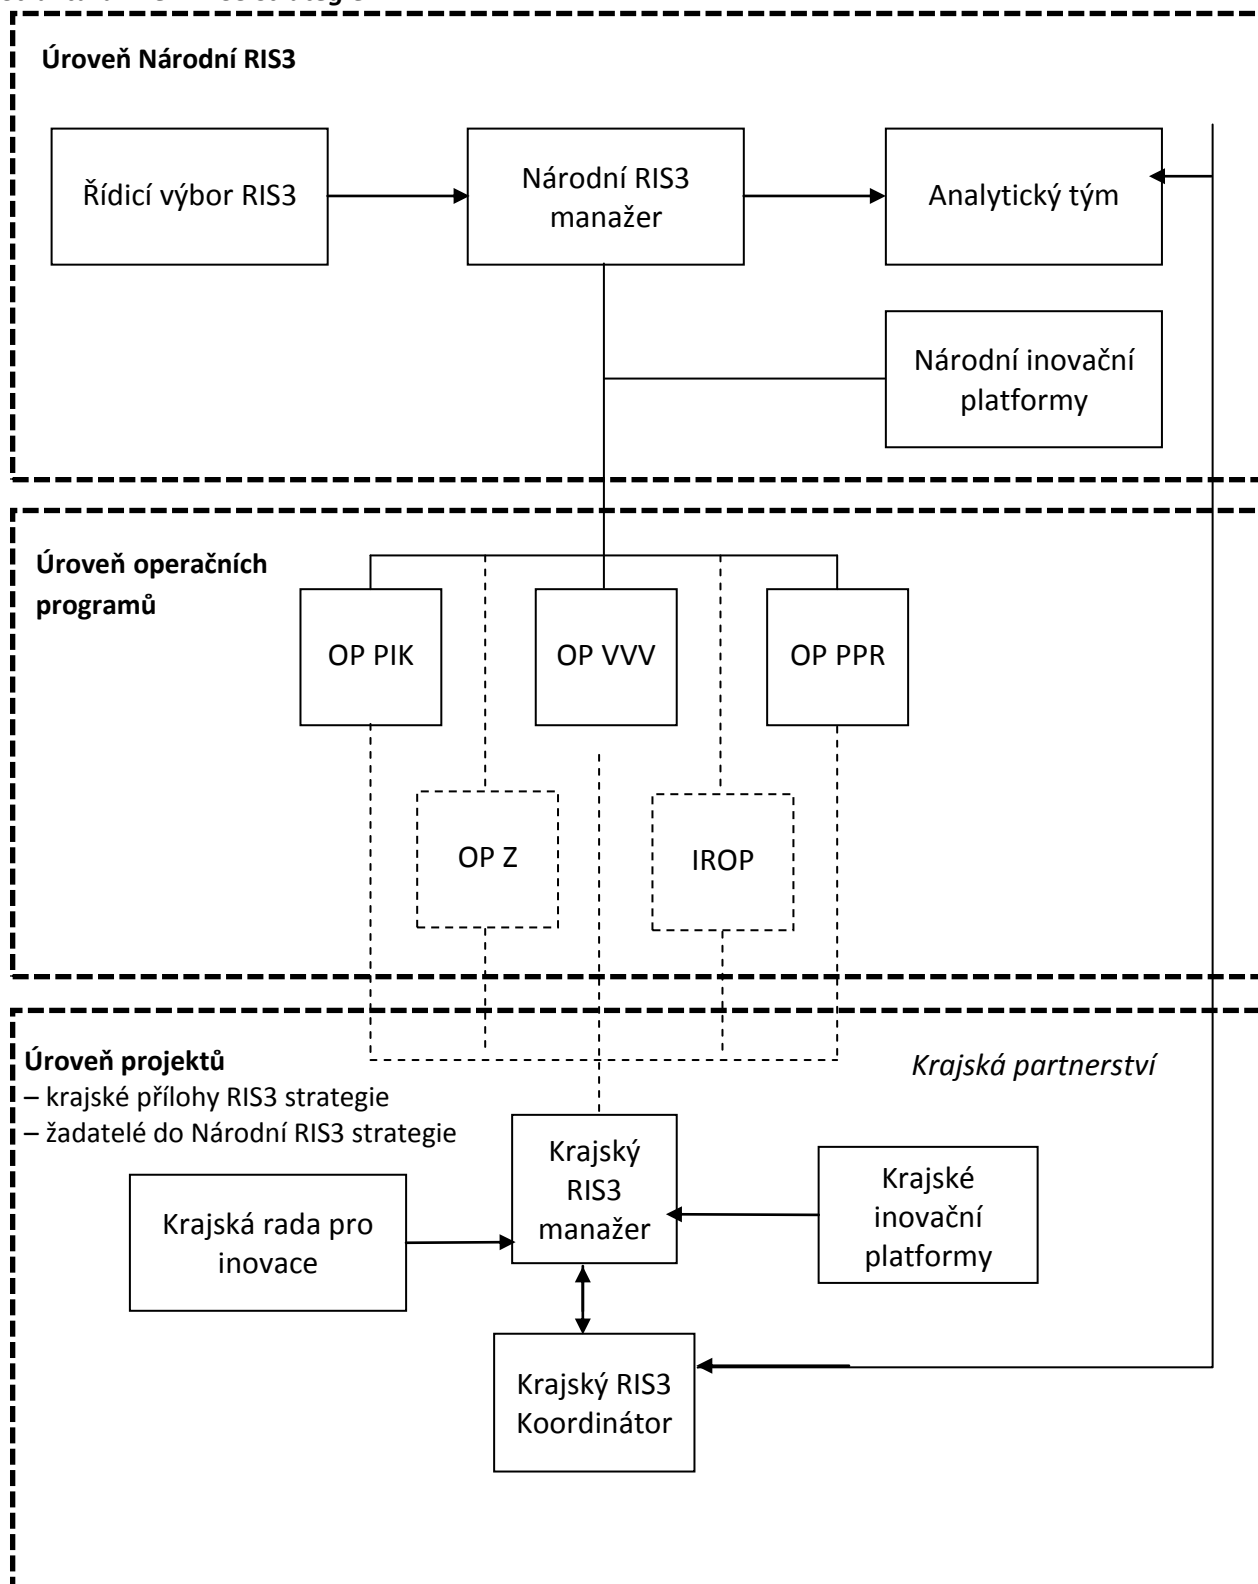 Úroveň Národní RIS3
Řídicí výbor RIS3
Národní RIS3
manažer
Analytický tým
Národní inovační
platformy
Úroveň operačních
programů
OP PIK
OP VVV
OP PPR
OP Z
IROP
Úroveň projektů
– krajské přílohy RIS3 strategie
– žadatelé do Národní RIS3 strategie
Krajská partnerství
Krajský
RIS3
manažer
Krajská rada pro
inovace
Krajské
inovační
platformy
Krajský RIS3
Koordinátor